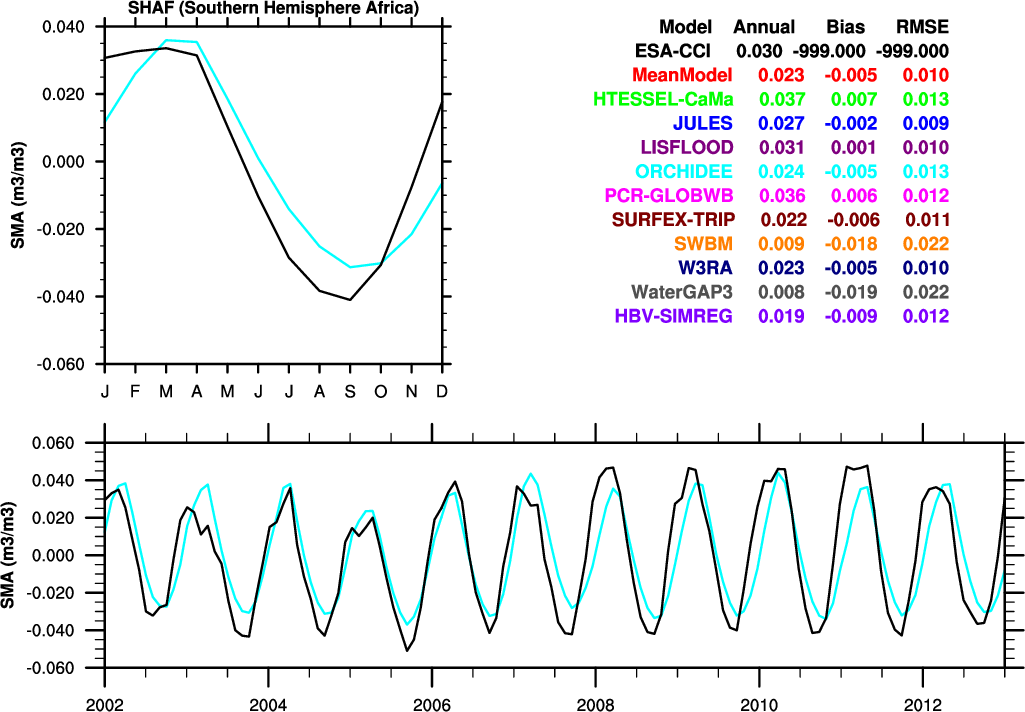 SHAF (Southern Hemisphere Africa)
0.040
0.020
0.000
-0.020
-0.040
-0.060
SMA (m3/m3)
J F M A M J J A S O N D
Model Annual Bias RMSE
ESA-CCI 0.030 -999.000 -999.000
MeanModel 0.023 -0.005 0.010
HTESSEL-CaMa 0.037 0.007 0.013
JULES 0.027 -0.002 0.009
LISFLOOD 0.031 0.001 0.010
ORCHIDEE 0.024 -0.005 0.013
PCR-GLOBWB 0.036 0.006 0.012
SURFEX-TRIP 0.022 -0.006 0.011
SWBM 0.009 -0.018 0.022
W3RA 0.023 -0.005 0.010
WaterGAP3 0.008 -0.019 0.022
HBV-SIMREG 0.019 -0.009 0.012
0.060
0.040
0.020
0.000
-0.020
-0.040
-0.060
SMA (m3/m3)
2002 2004 2006 2008 2010 2012